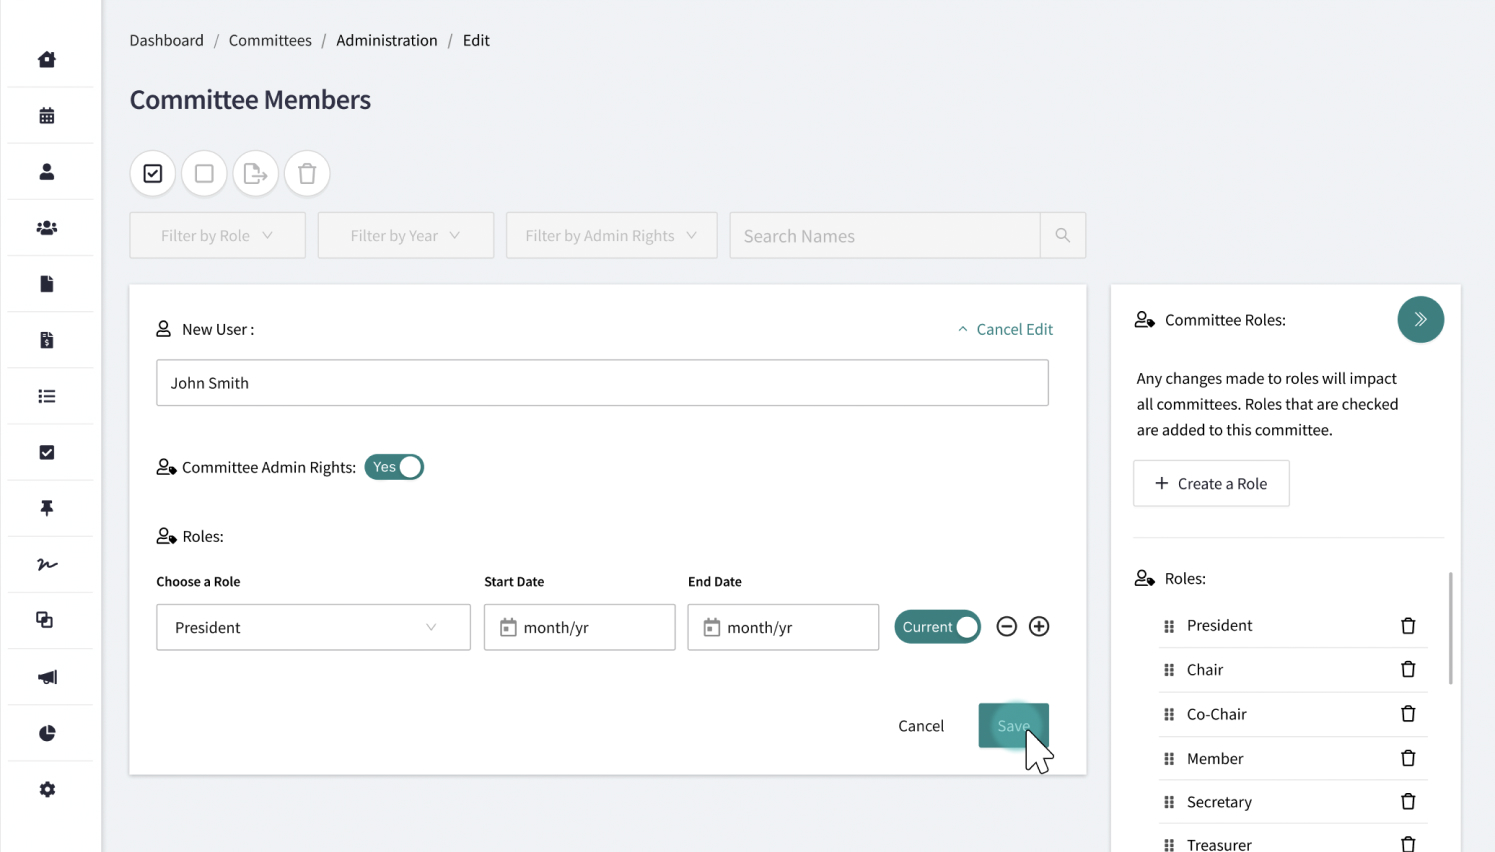 Dashboard / Committees / Administration / Edit
Committee Members
Filter by Role
Filter by Year
Filter by Admin Rights
Search Names
New User :
Cancel Edit
John Smith
Committee Admin Rights:
Yes
Roles:
Choose a Role
Start Date
End Date
President
month/yr
month/yr
Current
Cancel
Save
Committee Roles:
Any changes made to roles will impact
all committees. Roles that are checked
are added to this committee.
+ Create a Role
Roles:
President
Chair
Co-Chair
Member
Secretary
Treasurer